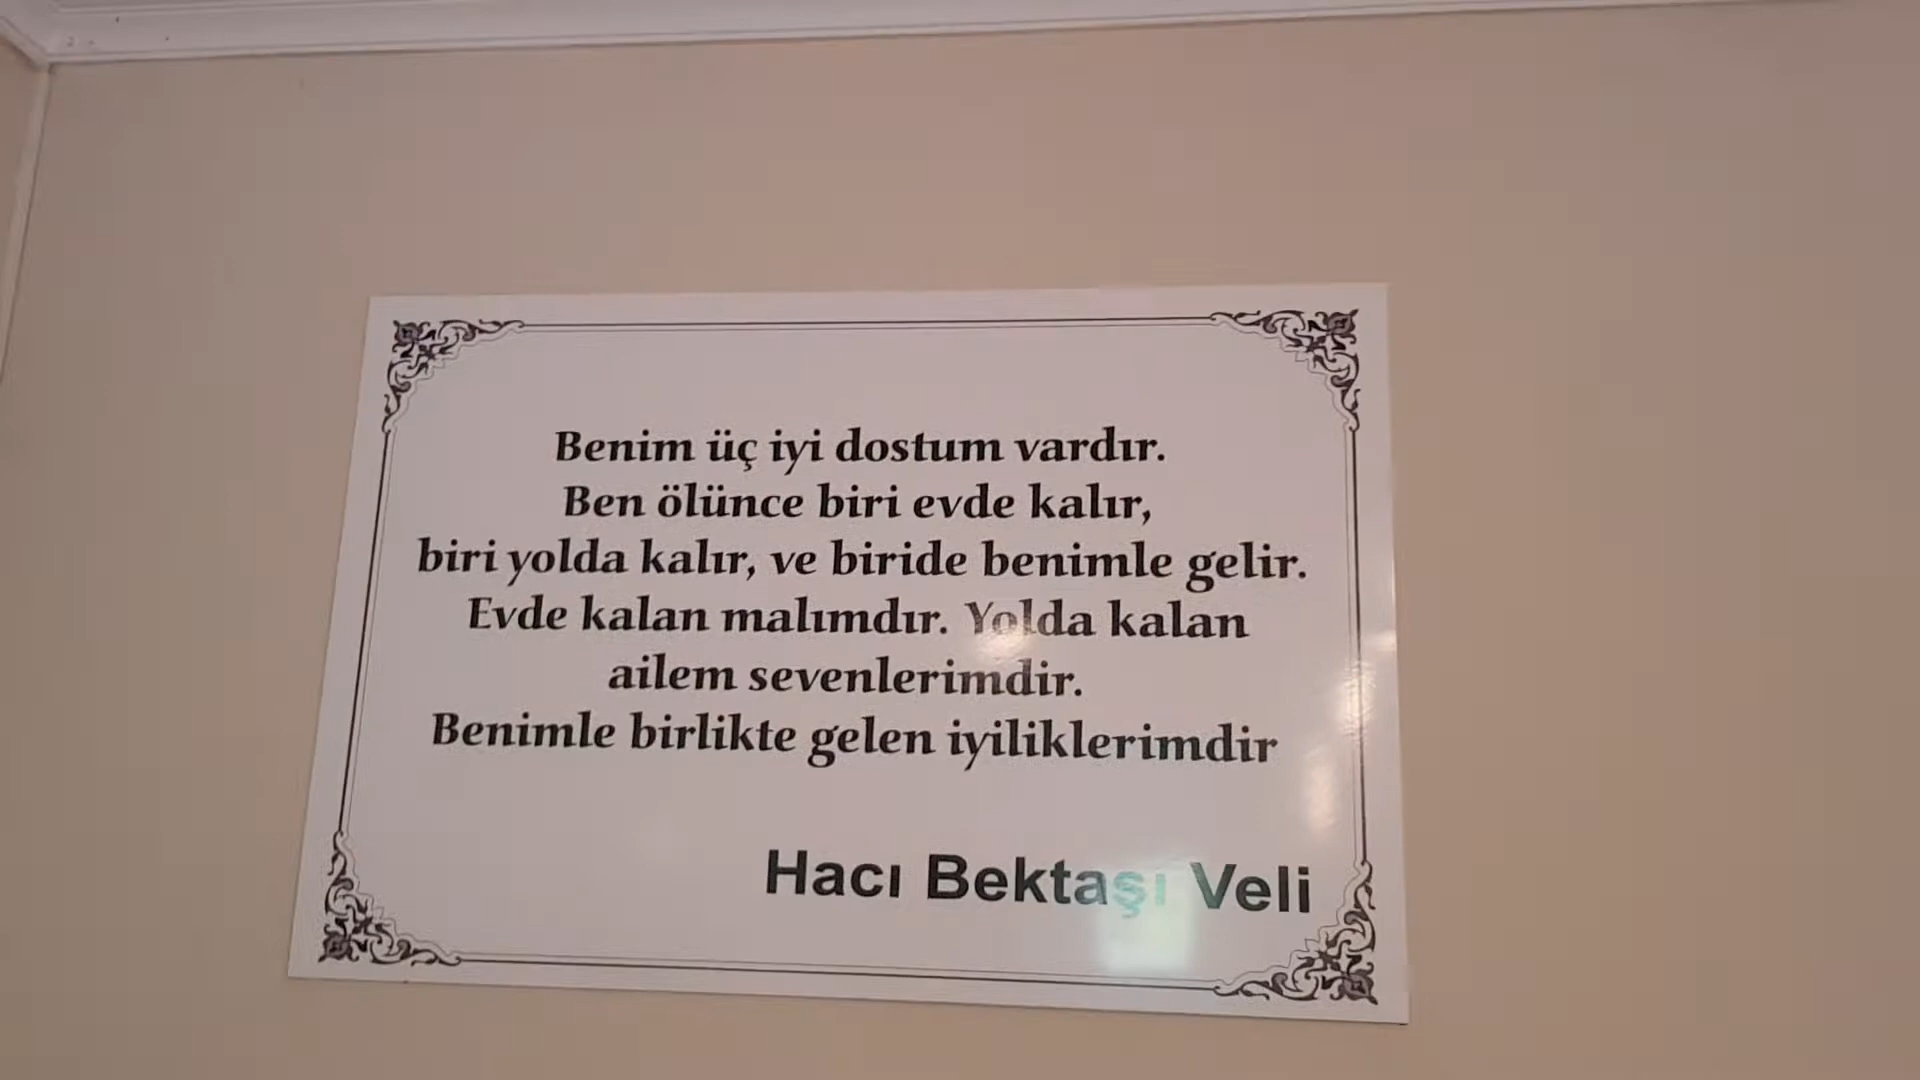 Benim üç iyi dostum vardır.
Ben ölünce biri evde kalır,
biri yolda kalır, ve biride benimle gelir.
Evde kalan malımdır. Yolda kalan
ailem sevenlerimdir.
Benimle birlikte gelen iyiliklerimdir
Hacı Bektaşı Veli